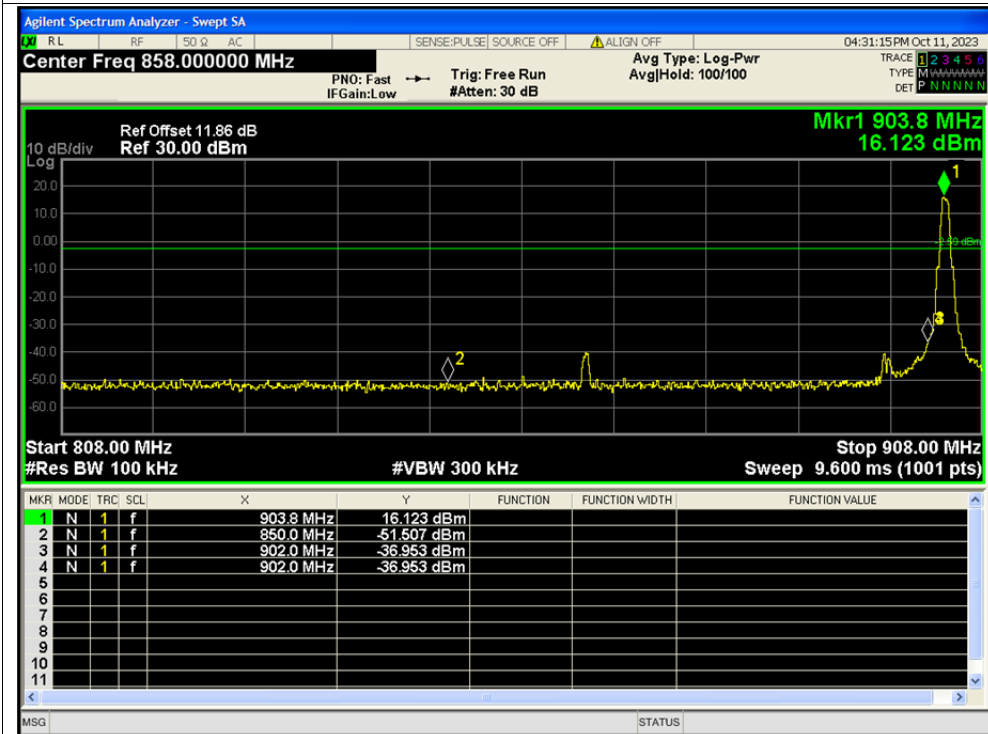 Agilent Spectrum Analyzer - Swept SA
LXI RL RF 50 Ω AC SENSE:PULSE SOURCE OFF ALIGN OFF 04:31:15 PM Oct 11, 2023
Center Freq 858.000000 MHz
PNO: Fast
IFGain:Low
Trig: Free Run
#Atten: 30 dB
Avg Type: Log-Pwr
Avg|Hold: 100/100
TRACE 1 2 3 4 5 6
TYPE M
DET P N N N N N
Ref Offset 11.86 dB
10 dB/div Ref 30.00 dBm
Log
Mkr1 903.8 MHz
16.123 dBm
20.0
10.0
0.00
-10.0
-20.0
-30.0
-40.0
-50.0
-60.0
1
dBm
2
Start 808.00 MHz Stop 908.00 MHz
#Res BW 100 kHz #VBW 300 kHz Sweep 9.600 ms (1001 pts)
MKR MODE TRC SCL X Y FUNCTION FUNCTION WIDTH FUNCTION VALUE
1 N 1 f 903.8 MHz 16.123 dBm
2 N 1 f 850.0 MHz -51.507 dBm
3 N 1 f 902.0 MHz -36.953 dBm
4 N 1 f 902.0 MHz -36.953 dBm
5
6
7
8
9
10
11
MSG STATUS